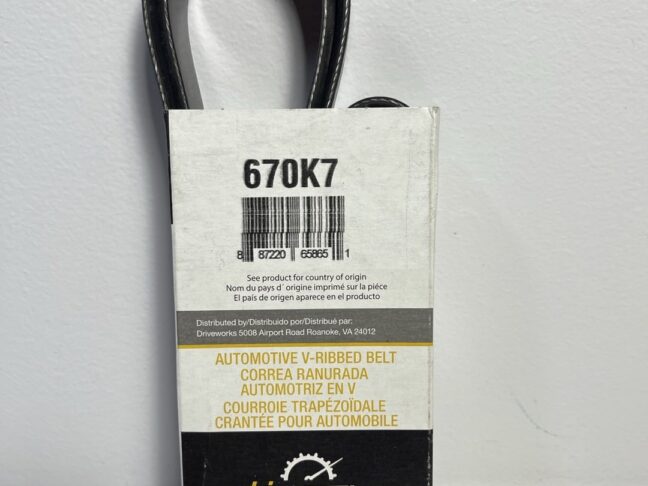 670K7
8 87220 65865 1
See product for country of origin
Nom du pays d´ origine imprimé sur la piéce
El país de origen aparece en el producto
Distributed by/Distribuido por/Distribué par:
Driveworks 5008 Airport Road Roanoke, VA 24012
AUTOMOTIVE V-RIBBED BELT
CORREA RANURADA
AUTOMOTRIZ EN V
COURROIE TRAPÉZOÏDALE
CRANTÉE POUR AUTOMOBILE